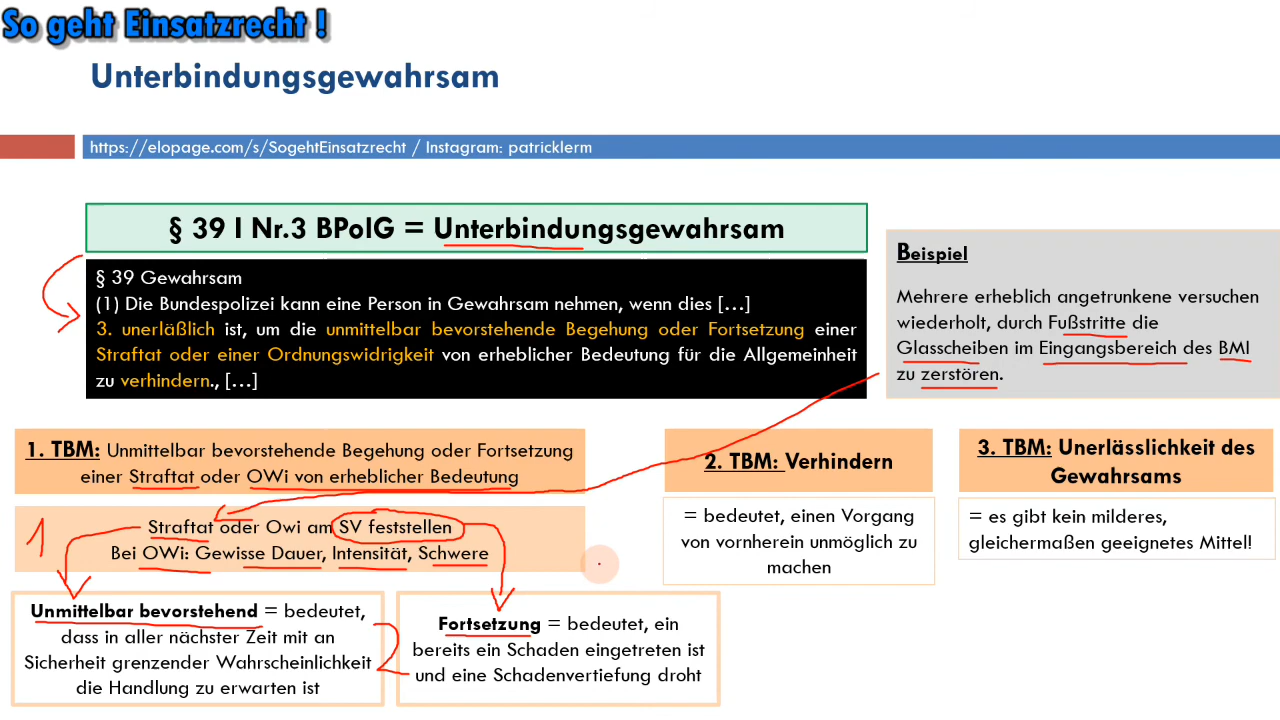 So geht Einsatzrecht !
Unterbindungsgewahrsam
https://elopage.com/s/SogehtEinsatzrecht / Instagram: patricklerm
§ 39 I Nr.3 BPolG = Unterbindungsgewahrsam
§ 39 Gewahrsam
(1) Die Bundespolizei kann eine Person in Gewahrsam nehmen, wenn dies [...]
3. unerläßlich ist, um die unmittelbar bevorstehende Begehung oder Fortsetzung einer
Straftat oder einer Ordnungswidrigkeit von erheblicher Bedeutung für die Allgemeinheit
zu verhindern., [...]
Beispiel
Mehrere erheblich angetrunkene versuchen
wiederholt, durch Fußstritte die
Glasscheiben im Eingangsbereich des BMI
zu zerstören.
1. TBM: Unmittelbar bevorstehende Begehung oder Fortsetzung
einer Straftat oder OWi von erheblicher Bedeutung
1
Straftat oder Owi am SV feststellen
Bei OWi: Gewisse Dauer, Intensität, Schwere
Unmittelbar bevorstehend = bedeutet,
dass in aller nächster Zeit mit an
Sicherheit grenzender Wahrscheinlichkeit
die Handlung zu erwarten ist
Fortsetzung = bedeutet, ein
bereits ein Schaden eingetreten ist
und eine Schadenvertiefung droht
2. TBM: Verhindern
= bedeutet, einen Vorgang
von vornherein unmöglich zu
machen
3. TBM: Unerlässlichkeit des
Gewahrsams
= es gibt kein milderes,
gleichermaßen geeignetes Mittel!